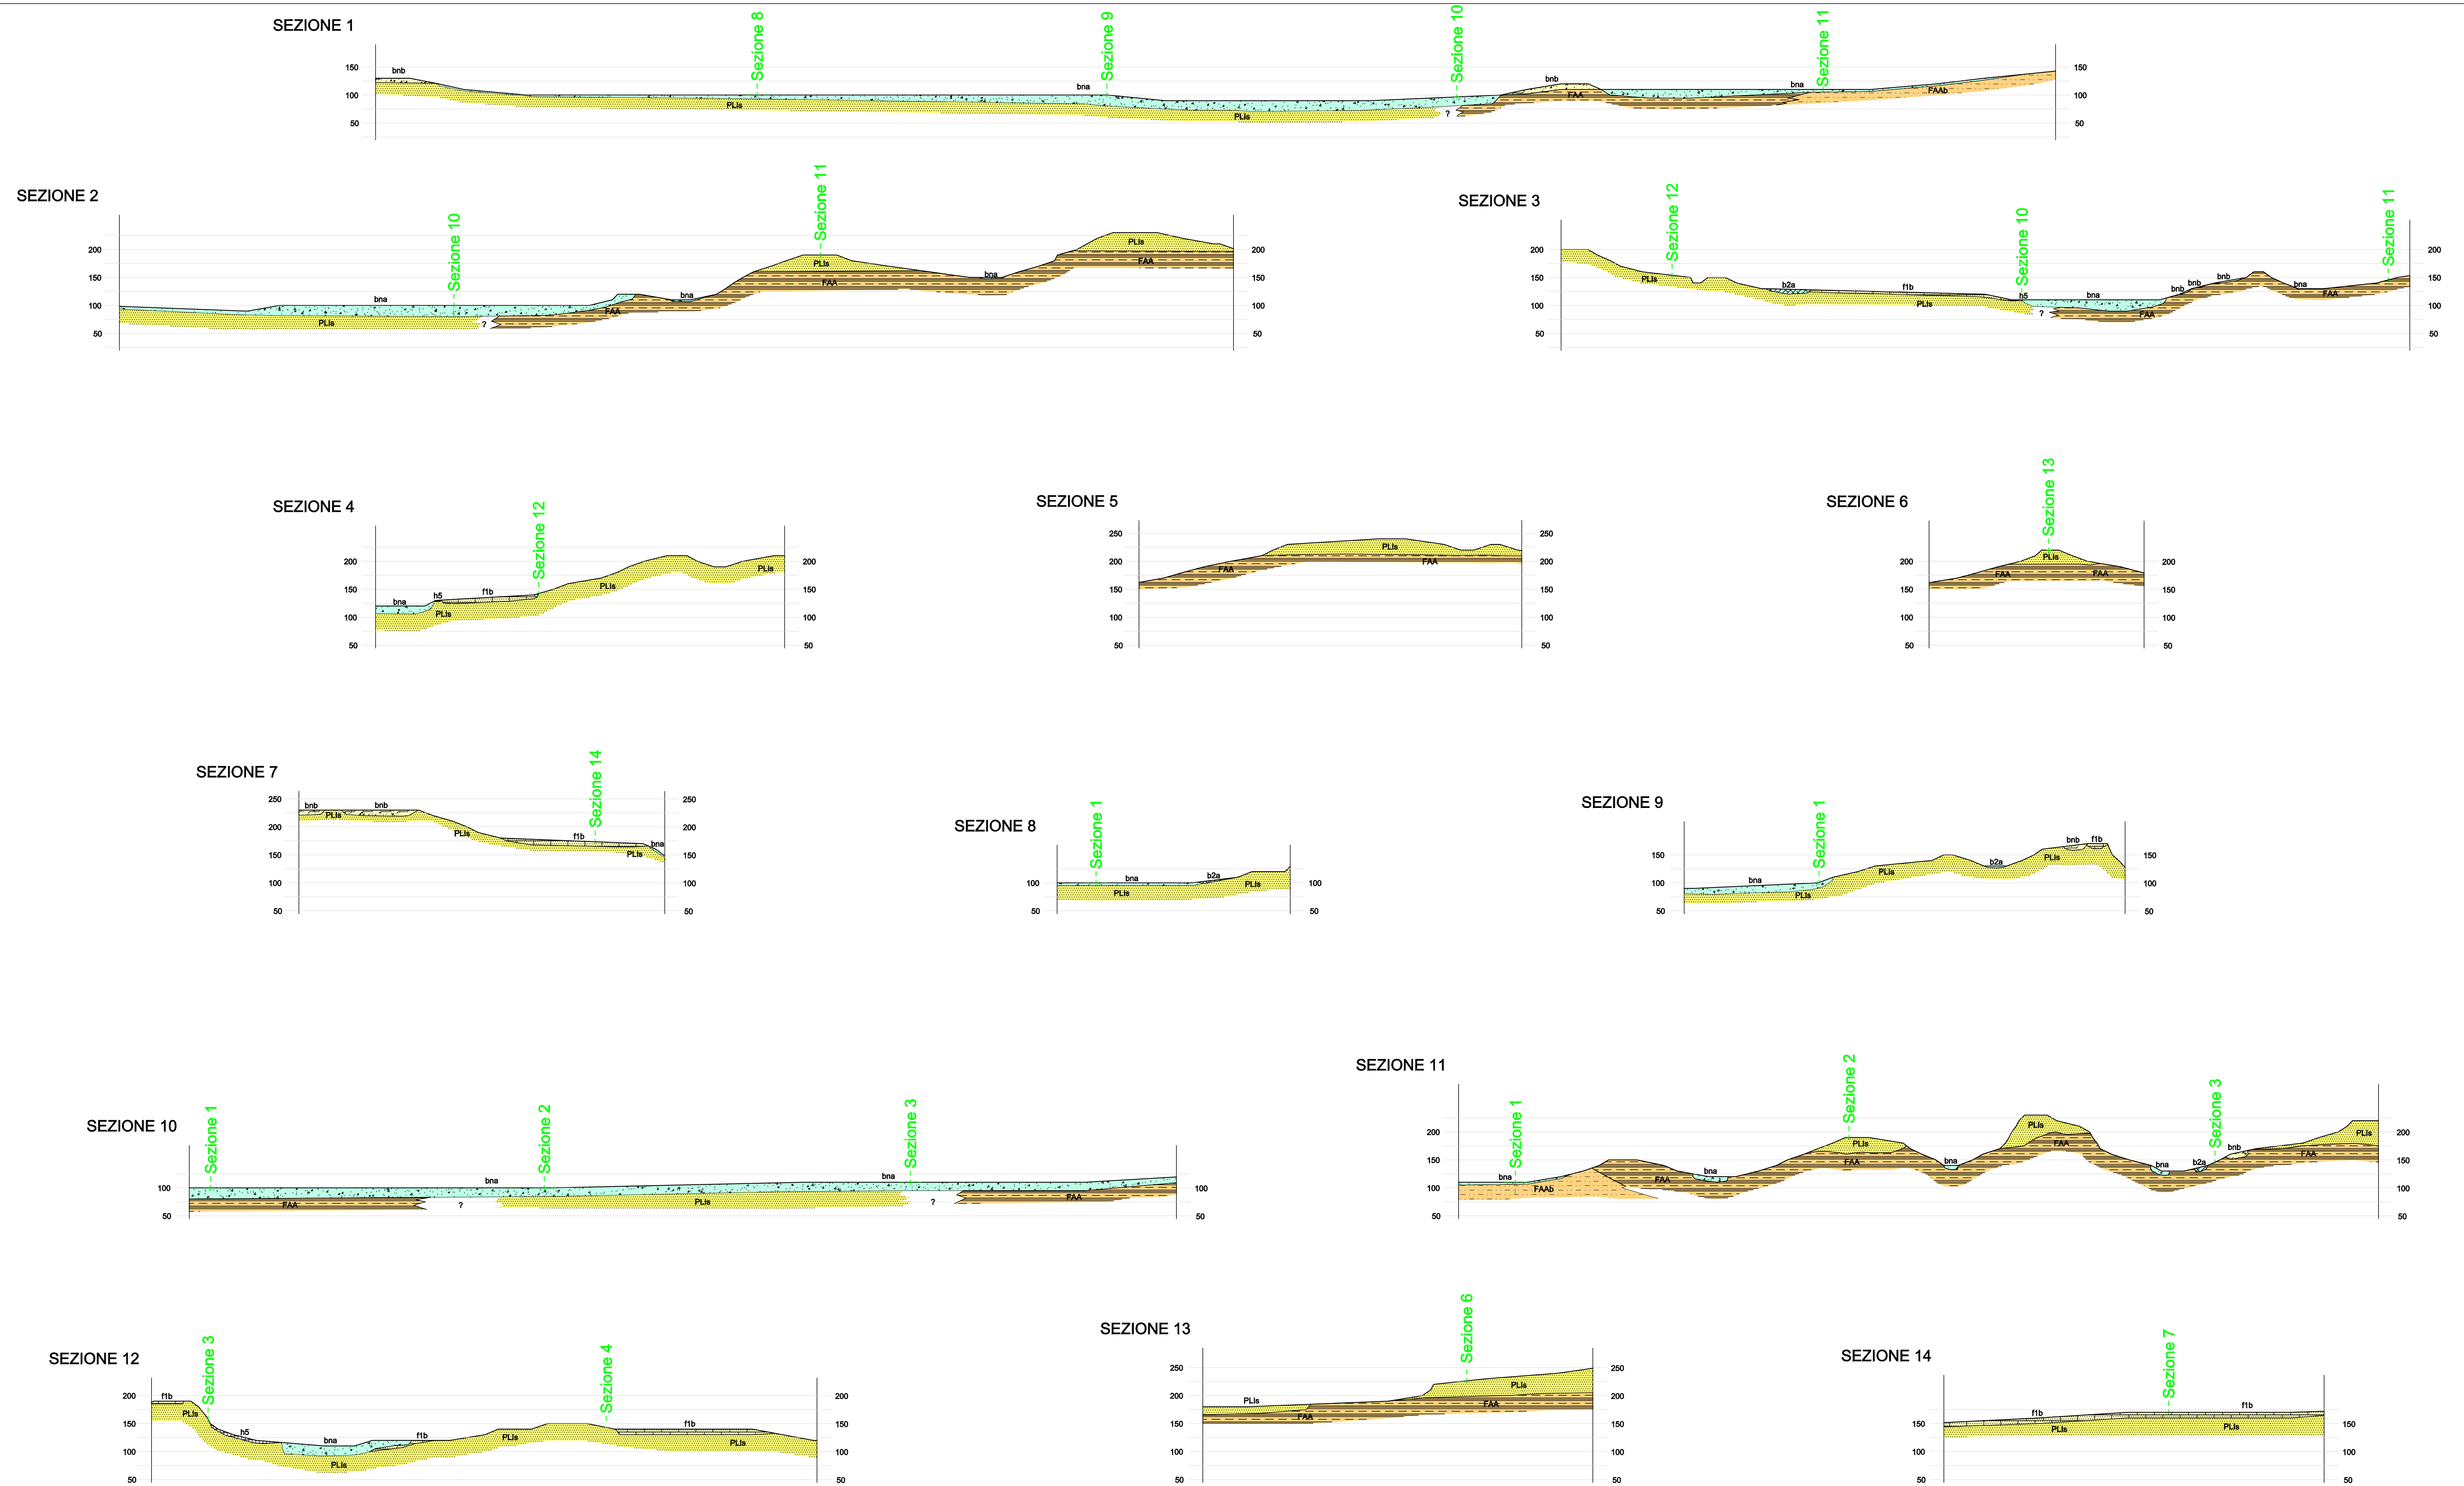 SEZIONE 1
Sezione 8
Sezione 9
Sezione 10
Sezione 11
150 bnb bna bnb bna 150
100 PLIs PLIs ? FAA FAAb 100
50 50
SEZIONE 2
Sezione 10
Sezione 11
200 PLIs PLIs FAA 200
150 FAA bna 150
100 bna FAA bna 100
50 PLIs ? 50
SEZIONE 3
Sezione 12
Sezione 10
Sezione 11
200 200
150 PLIs b2a f1b bnb bnb bna FAA 150
100 PLIs h5 ? bna FAA 100
50 50
SEZIONE 4
Sezione 12
200 PLIs 200
150 bna h5 f1b PLIs 150
100 PLIs 100
50 50
SEZIONE 5
250 PLIs 250
200 FAA FAA 200
150 150
100 100
50 50
SEZIONE 6
Sezione 13
200 PLIs 200
150 FAA FAA 150
100 100
50 50
SEZIONE 7
Sezione 14
250 bnb bnb 250
200 PLIs PLIs 200
150 f1b PLIs bna 150
100 100
50 50
SEZIONE 8
Sezione 1
100 bna b2a 100
PLIs PLIs
50 50
SEZIONE 9
Sezione 1
150 b2a PLIs bnb f1b 150
100 bna PLIs 100
50 PLIs 50
SEZIONE 10
Sezione 1
Sezione 2
Sezione 3
100 bna bna 100
FAA ? PLIs ? FAA
50 50
SEZIONE 11
Sezione 1
Sezione 2
Sezione 3
200 PLIs PLIs FAA PLIs 200
150 bna FAA bna bna b2a bnb FAA 150
100 bna FAAb FAA 100
50 50
SEZIONE 12
Sezione 3
Sezione 4
200 f1b 200
150 PLIs 150
h5 bna f1b PLIs f1b PLIs
100 PLIs 100
50 50
SEZIONE 13
Sezione 6
250 250
200 PLIs PLIs FAA 200
150 FAA 150
100 100
50 50
SEZIONE 14
Sezione 7
f1b f1b
150 PLIs PLIs 150
100 100
50 50